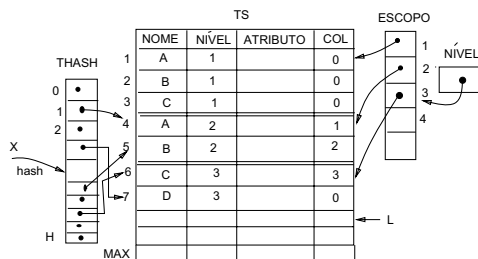 TS
ESCOPO
NÍVEL
THASH
NOME NÍVEL ATRIBUTO COL
1 A 1 0
2 B 1 0
3 C 1 0
4 A 2 1
5 B 2 2
6 C 3 3
7 D 3 0
MAX
L
0
1
2
H
X
hash
1
2
3
4